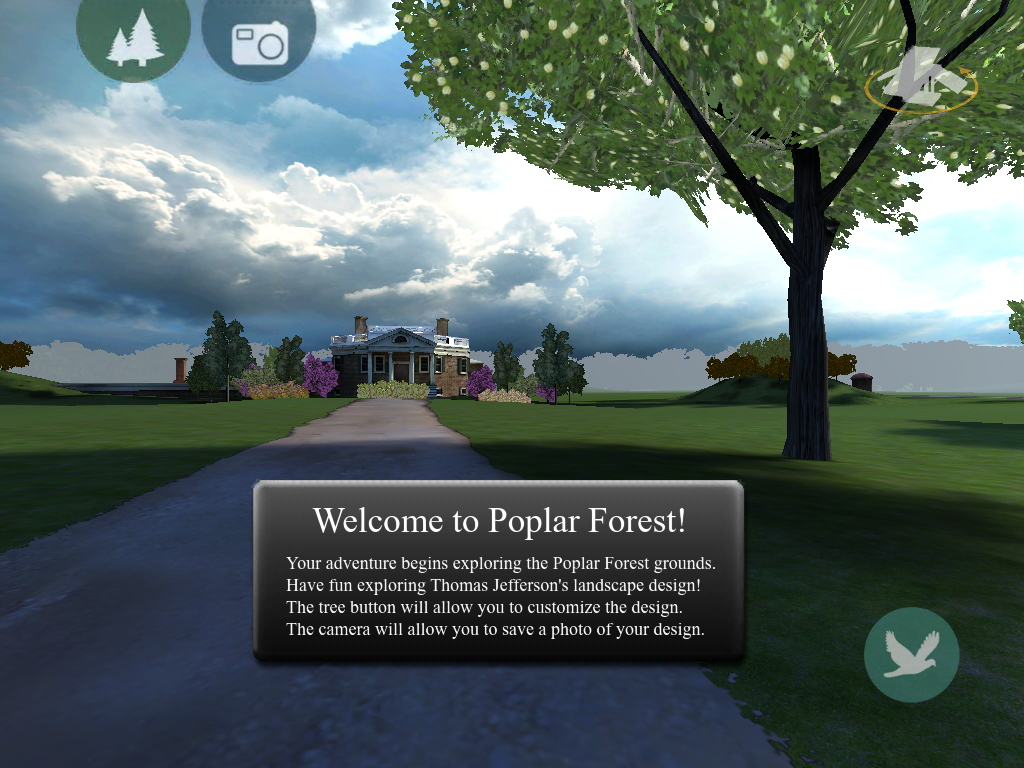 Welcome to Poplar Forest!
Your adventure begins exploring the Poplar Forest grounds.
Have fun exploring Thomas Jefferson's landscape design!
The tree button will allow you to customize the design.
The camera will allow you to save a photo of your design.